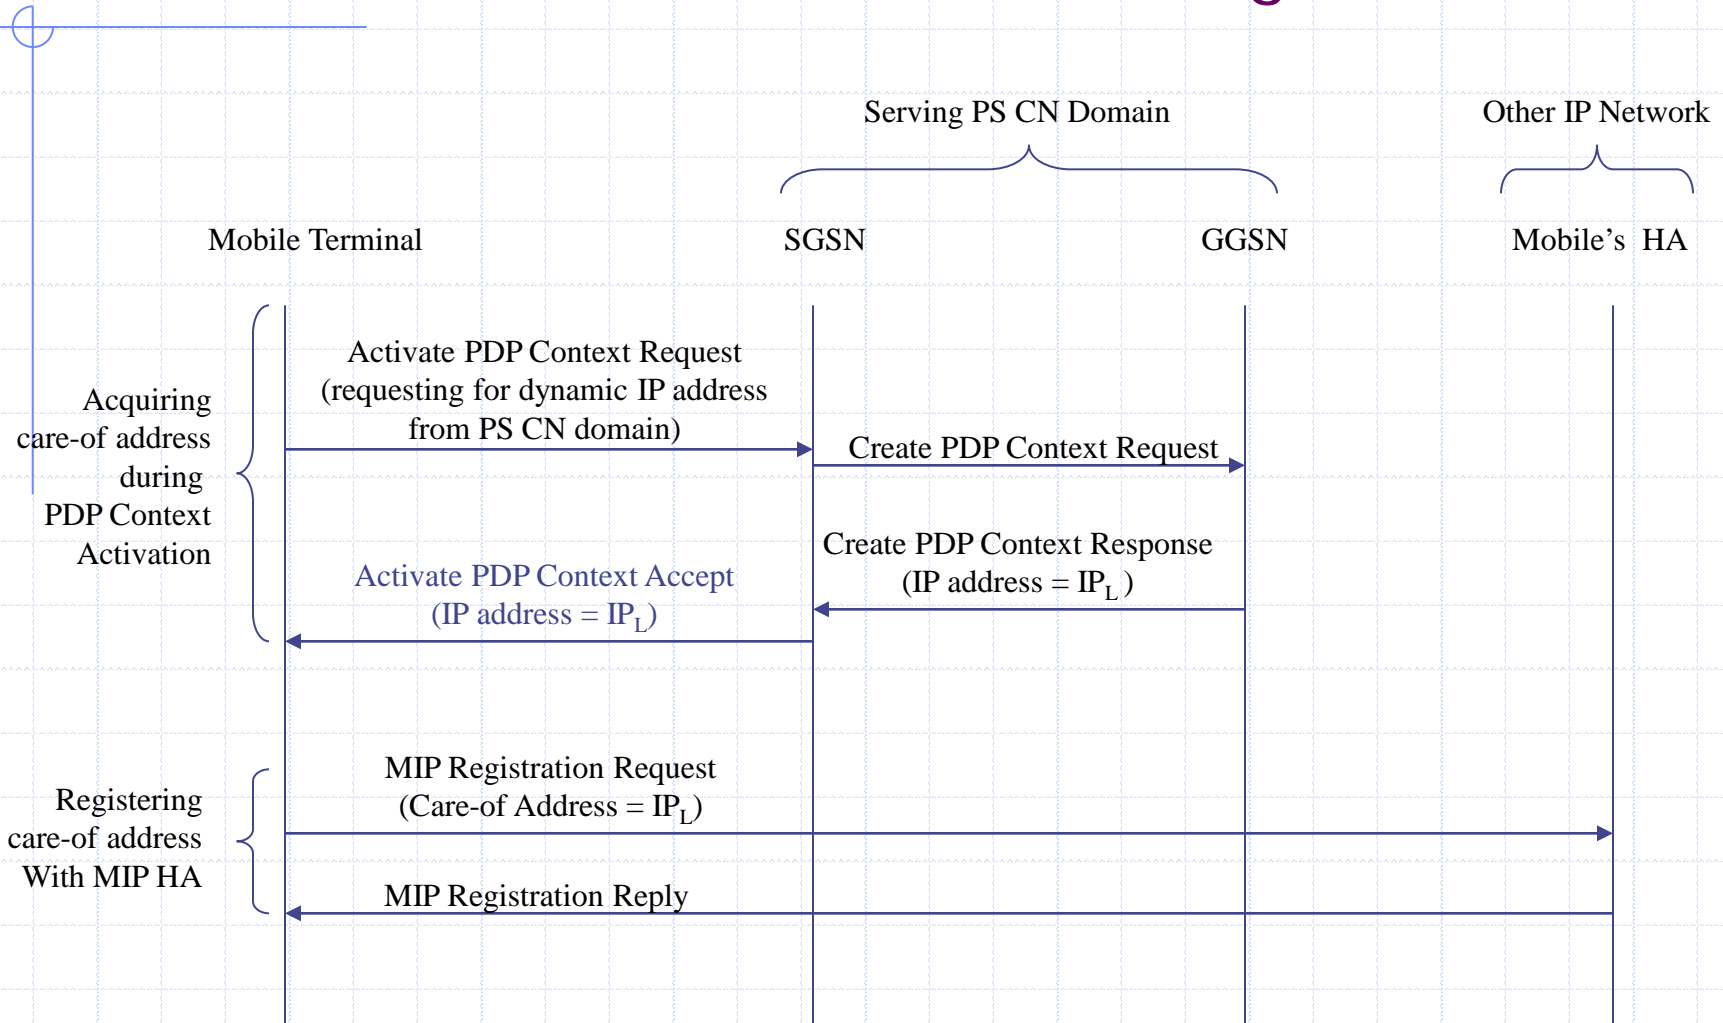 Serving PS CN Domain
Other IP Network
Mobile Terminal
SGSN
GGSN
Mobile's HA
Acquiring
care-of address
during
PDP Context
Activation
Activate PDP Context Request
(requesting for dynamic IP address
from PS CN domain)
Create PDP Context Request
Create PDP Context Response
(IP address = IPL )
Activate PDP Context Accept
(IP address = IPL)
Registering
care-of address
With MIP HA
MIP Registration Request
(Care-of Address = IPL)
MIP Registration Reply